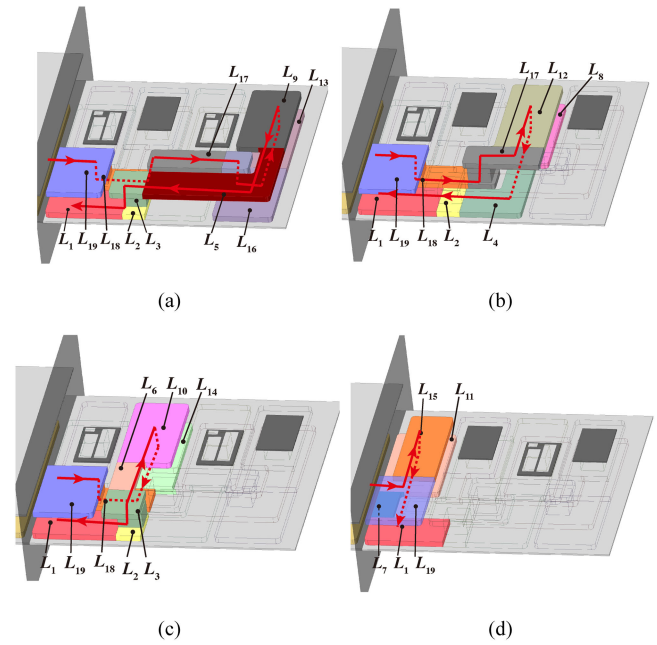 L17 L9 L13
L1 L19 L18 L2 L3 L5 L16
(a)
L17 L12 L8
L1 L19 L18 L2 L4
(b)
L6 L10 L14
L1 L19 L18 L2 L3
(c)
L15 L11
L7 L1 L19
(d)